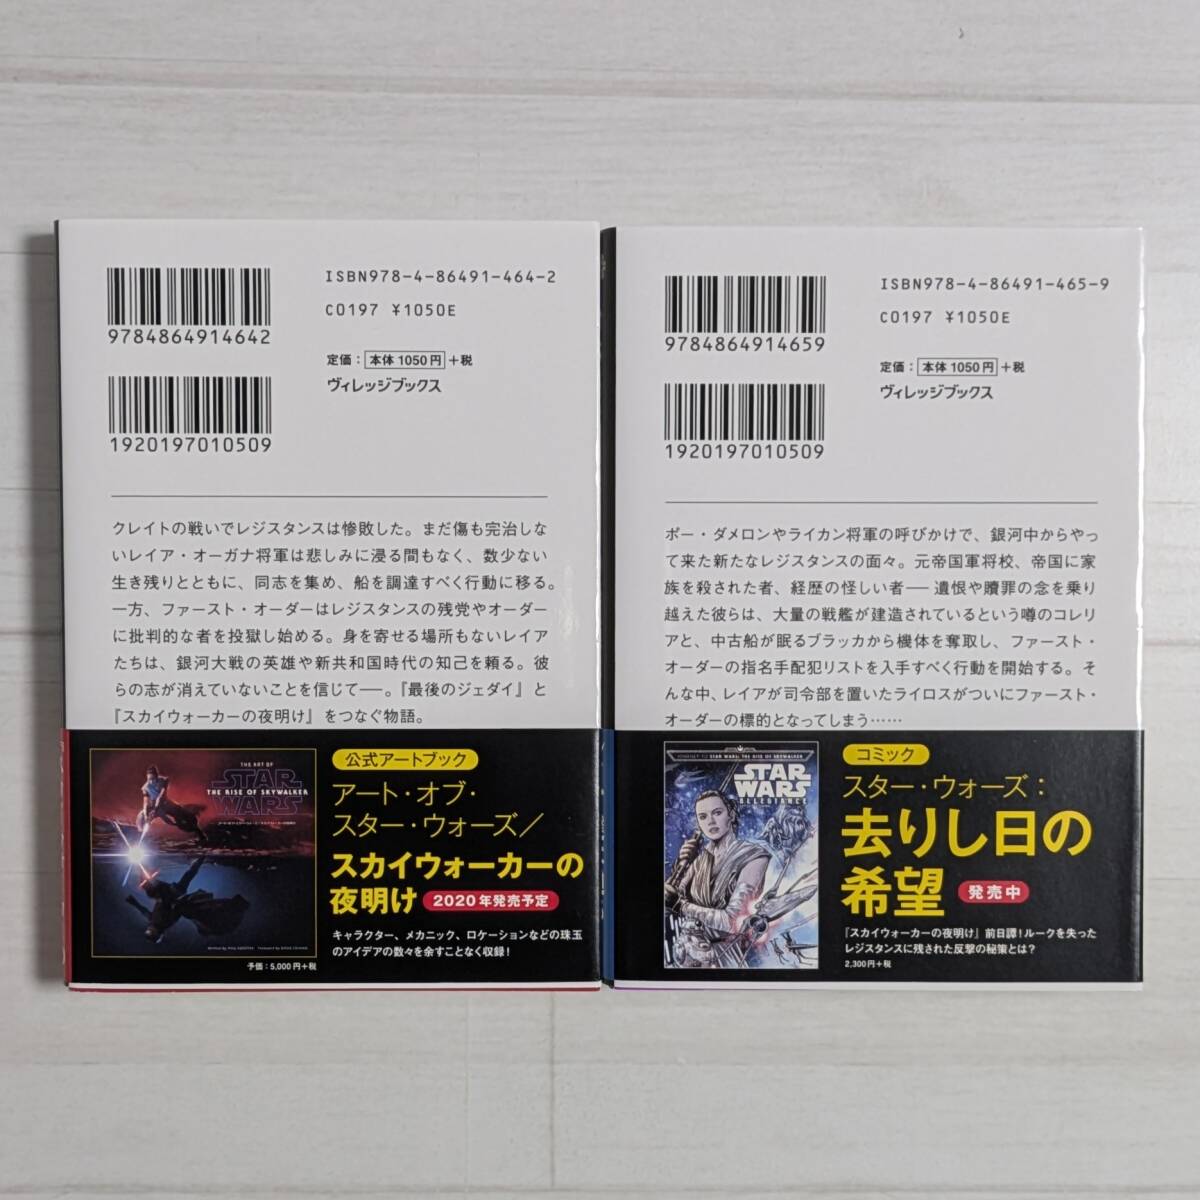 ISBN978-4-86491-464-2
C0197 ¥1050E
9784864914642
定価：本体1050円+税
ヴィレッジブックス
1920197010509
クレイトの戦いでレジスタンスは惨敗した。まだ傷も完治しな
いレイア・オーガナ将軍は悲しみに浸る間もなく、数少ない
生き残りとともに、同志を集め、船を調達すべく行動に移る。
一方、ファースト・オーダーはレジスタンスの残党やオーダー
に批判的な者を投獄し始める。身を寄せる場所もないレイア
たちは、銀河大戦の英雄や新共和国時代の知己を頼る。彼
らの志が消えていないことを信じて──。『最後のジェダイ』と
『スカイウォーカーの夜明け』をつなぐ物語。
THE ART OF
STAR
THE RISE OF SKYWALKER
WARS
予価：5,000円+税
公式アートブック
アート・オブ・
スター・ウォーズ／
スカイウォーカーの
夜明け 2020年発売予定
キャラクター、メカニック、ロケーションなどの珠玉
のアイデアの数々を余すことなく収録！
ISBN978-4-86491-465-9
C0197 ¥1050E
9784864914659
定価：本体1050円+税
ヴィレッジブックス
1920197010509
ポー・ダメロンやライカン将軍の呼びかけで、銀河中からやっ
て来た新たなレジスタンスの面々。元帝国軍将校、帝国に家
族を殺された者、経歴の怪しい者── 遺恨や贖罪の念を乗り
越えた彼らは、大量の戦艦が建造されているという噂のコレリ
アと、中古船が眠るブラッカから機体を奪取し、ファースト・
オーダーの指名手配犯リストを入手すべく行動を開始する。そ
んな中、レイアが司令部を置いたライロスがついにファースト・
オーダーの標的となってしまう……
JOURNEY TO STAR WARS: THE RISE OF SKYWALKER
STAR
WARS
ALLEGIANCE
コミック
スター・ウォーズ：
去りし日の
希望 発売中
『スカイウォーカーの夜明け』前日譚！ルークを失った
レジスタンスに残された反撃の秘策とは？
2,300円+税